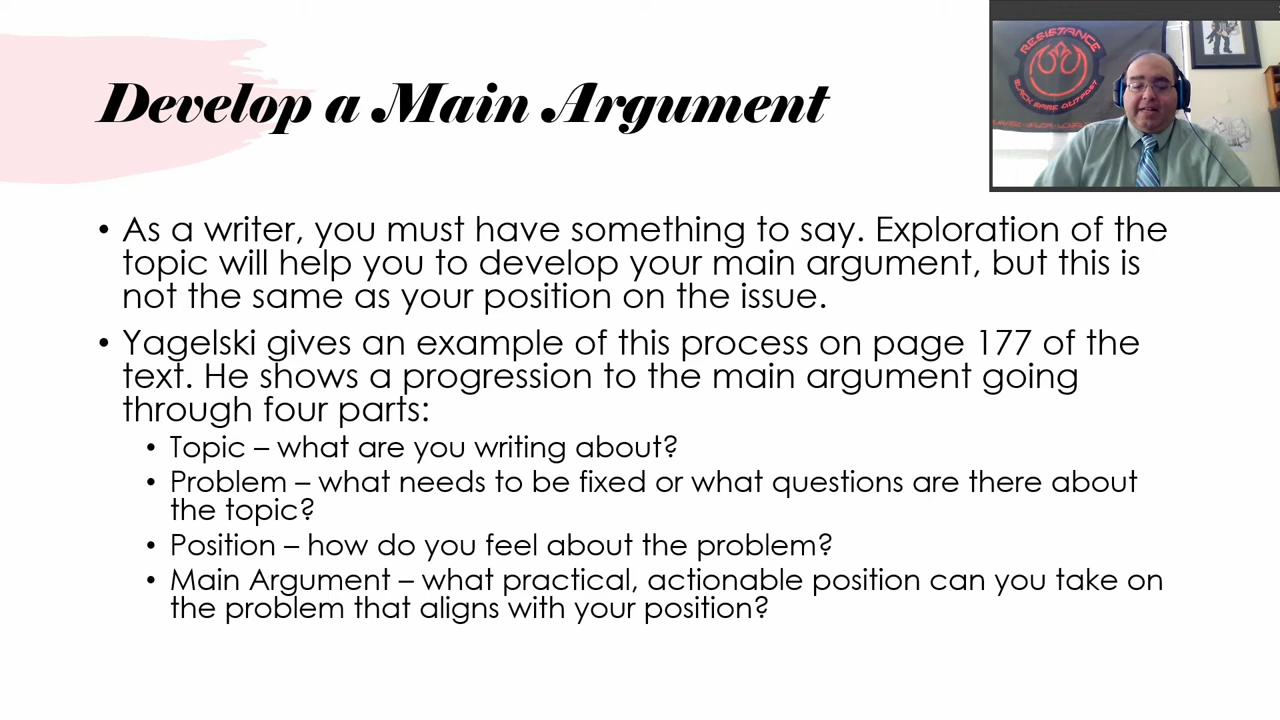 Develop a Main Argument
RESISTANCE
BLACK SPIRE OUTPOST
• As a writer, you must have something to say. Exploration of the
topic will help you to develop your main argument, but this is
not the same as your position on the issue.
• Yagelski gives an example of this process on page 177 of the
text. He shows a progression to the main argument going
through four parts:
• Topic – what are you writing about?
• Problem – what needs to be fixed or what questions are there about
the topic?
• Position – how do you feel about the problem?
• Main Argument – what practical, actionable position can you take on
the problem that aligns with your position?